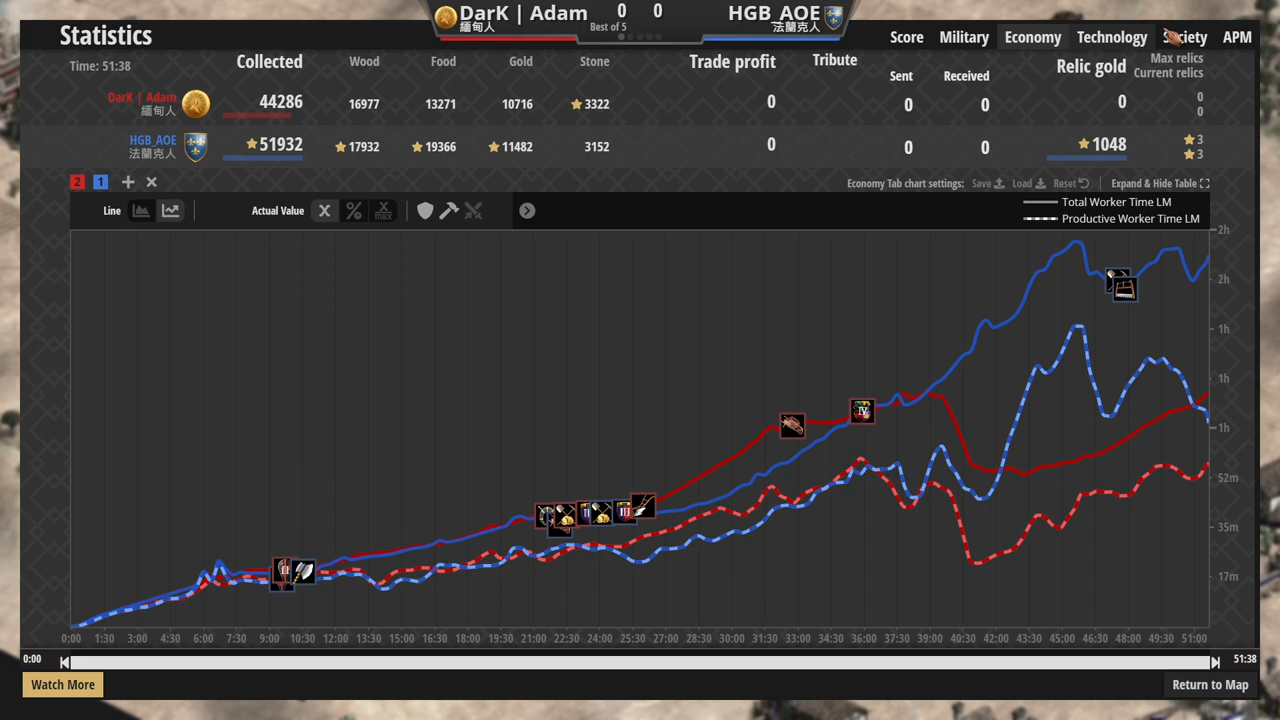 DarK | Adam 0 0 HGB_AOE
緬甸人 Best of 5 法蘭克人
Statistics
Score Military Economy Technology Society APM
Time: 51:38 Collected Wood Food Gold Stone Trade profit Tribute Sent Received Relic gold Max relics
Current relics
DarK | Adam 44286 16977 13271 10716 3322 0 0 0 0 0
緬甸人 0
HGB_AOE 51932 17932 19366 11482 3152 0 0 0 1048 3
法蘭克人 3
2 1 Economy Tab chart settings: Save Load Reset Expand & Hide Table
Line Actual Value X % X/max
Total Worker Time LM
Productive Worker Time LM
2h
2h
1h
1h
1h
52m
35m
17m
IV
II III
II
0:00 1:30 3:00 4:30 6:00 7:30 9:00 10:30 12:00 13:30 15:00 16:30 18:00 19:30 21:00 22:30 24:00 25:30 27:00 28:30 30:00 31:30 33:00 34:30 36:00 37:30 39:00 40:30 42:00 43:30 45:00 46:30 48:00 49:30 51:00
0:00 51:38
Watch More Return to Map